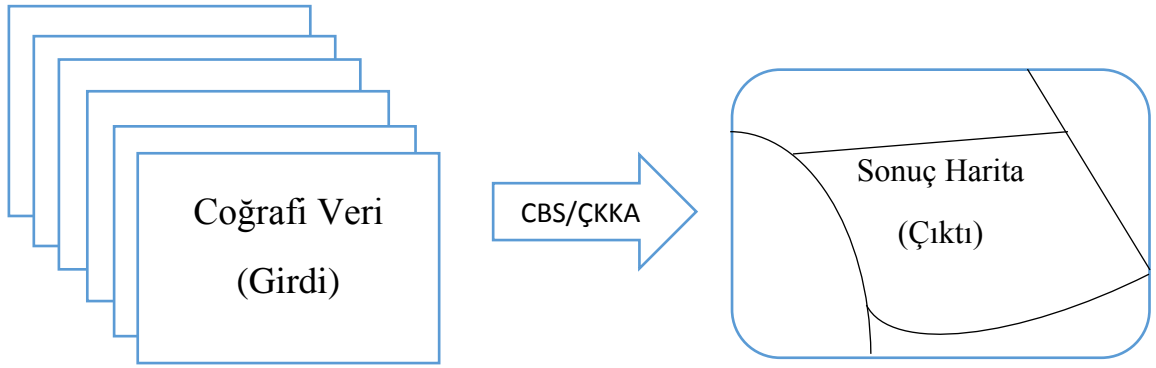 Coğrafi Veri
(Girdi)
CBS/ÇKKA
Sonuç Harita
(Çıktı)